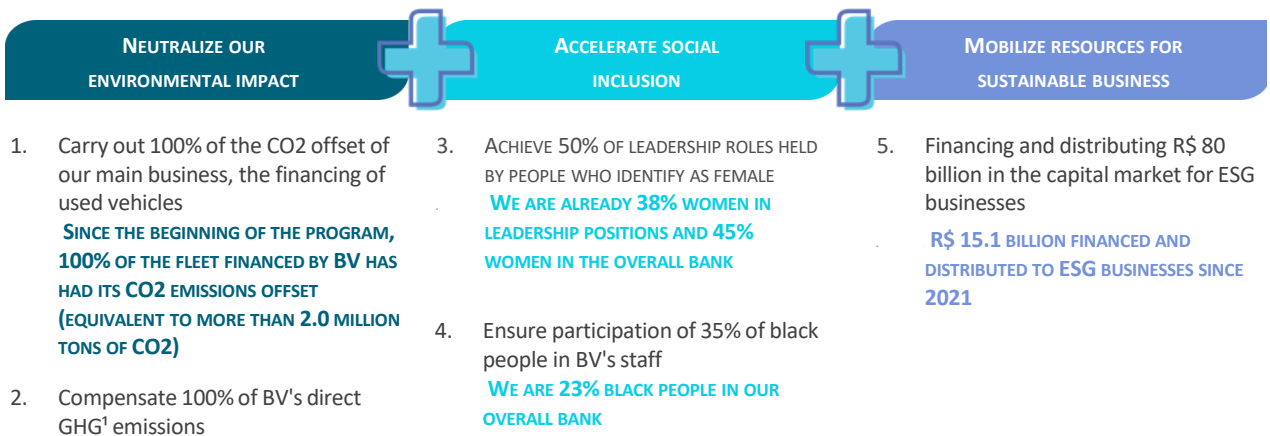 NEUTRALIZE OUR
ENVIRONMENTAL IMPACT
ACCELERATE SOCIAL
INCLUSION
MOBILIZE RESOURCES FOR
SUSTAINABLE BUSINESS
1. Carry out 100% of the CO2 offset of
our main business, the financing of
used vehicles
SINCE THE BEGINNING OF THE PROGRAM,
100% OF THE FLEET FINANCED BY BV HAS
HAD ITS CO2 EMISSIONS OFFSET
(EQUIVALENT TO MORE THAN 2.0 MILLION
TONS OF CO2)
2. Compensate 100% of BV's direct
GHG¹ emissions
3. ACHIEVE 50% OF LEADERSHIP ROLES HELD
BY PEOPLE WHO IDENTIFY AS FEMALE
WE ARE ALREADY 38% WOMEN IN
LEADERSHIP POSITIONS AND 45%
WOMEN IN THE OVERALL BANK
4. Ensure participation of 35% of black
people in BV's staff
WE ARE 23% BLACK PEOPLE IN OUR
OVERALL BANK
5. Financing and distributing R$ 80
billion in the capital market for ESG
businesses
R$ 15.1 BILLION FINANCED AND
DISTRIBUTED TO ESG BUSINESSES SINCE
2021